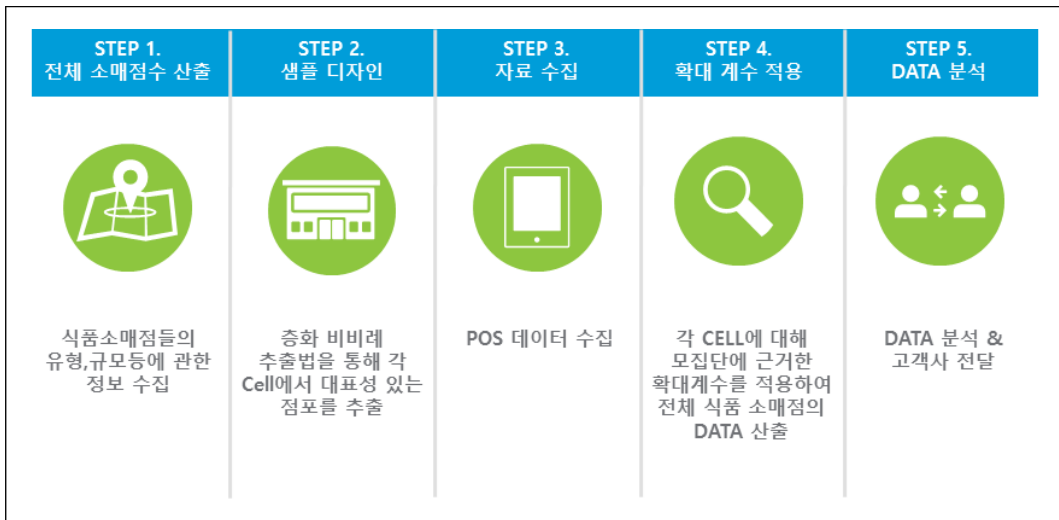 STEP 1.
전체 소매점수 산출
STEP 2.
샘플 디자인
STEP 3.
자료 수집
STEP 4.
확대 계수 적용
STEP 5.
DATA 분석
식품소매점들의
유형,규모등에 관한
정보 수집
층화 비비례
추출법을 통해 각
Cell에서 대표성 있는
점포를 추출
POS 데이터 수집
각 CELL에 대해
모집단에 근거한
확대계수를 적용하여
전체 식품 소매점의
DATA 산출
DATA 분석 &
고객사 전달